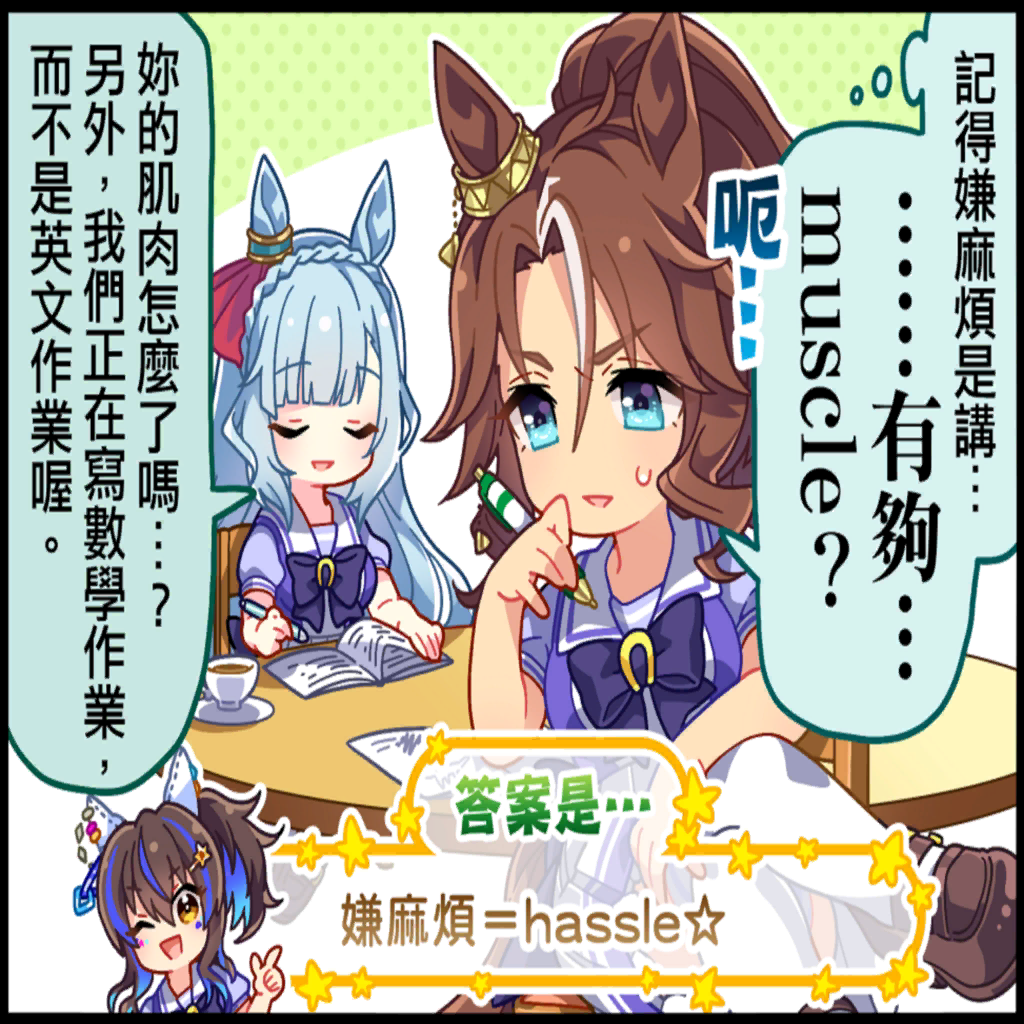 記得嫌麻煩是講…
……有夠…
muscle?
呃…
妳的肌肉怎麼了嗎…?
另外，我們正在寫數學作業，
而不是英文作業喔。
答案是…
嫌麻煩＝hassle☆